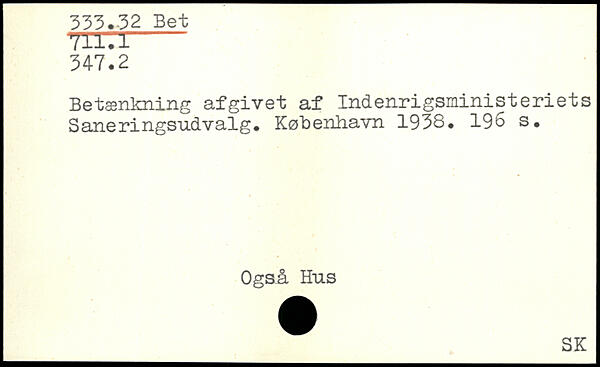 333.32 Bet
711.1
347.2
Betænkning afgivet af Indenrigsministeriets
Saneringsudvalg. København 1938. 196 s.
Også Hus
SK